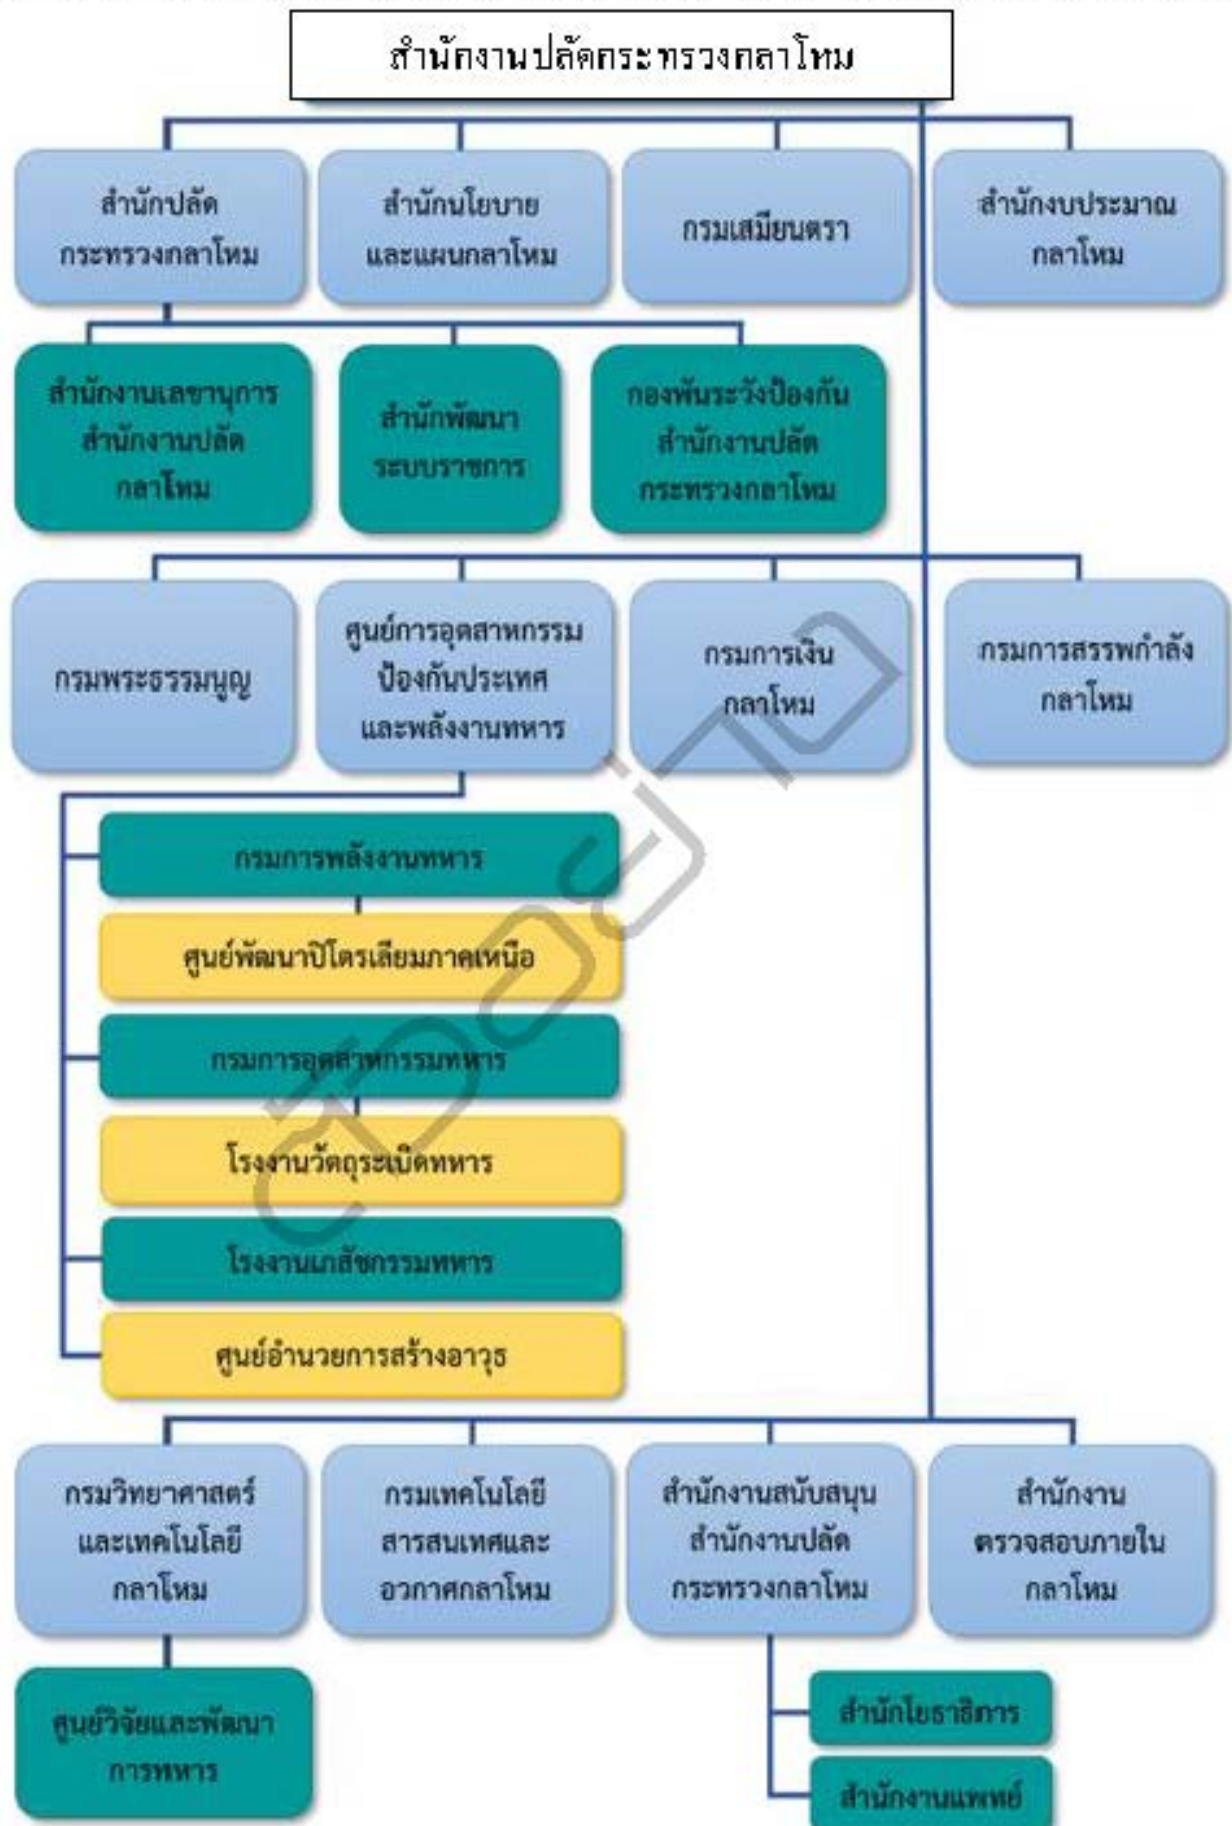 สำนักงานปลัดกระทรวงกลาโหม
สำนักปลัด
กระทรวงกลาโหม
สำนักนโยบาย
และแผนกลาโหม
กรมเสมียนตรา
สำนักงบประมาณ
กลาโหม
สำนักงานเลขานุการ
สำนักงานปลัด
กลาโหม
สำนักพัฒนา
ระบบราชการ
กองพันระวังป้องกัน
สำนักงานปลัด
กระทรวงกลาโหม
กรมพระธรรมนูญ
ศูนย์การอุตสาหกรรม
ป้องกันประเทศ
และพลังงานทหาร
กรมการเงิน
กลาโหม
กรมการสรรพกำลัง
กลาโหม
กรมการพลังงานทหาร
ศูนย์พัฒนาปิโตรเลียมภาคเหนือ
กรมการอุตสาหกรรมทหาร
โรงงานวัตถุระเบิดทหาร
โรงงานเภสัชกรรมทหาร
ศูนย์อำนวยการสร้างอาวุธ
กรมวิทยาศาสตร์
และเทคโนโลยี
กลาโหม
กรมเทคโนโลยี
สารสนเทศและ
อวกาศกลาโหม
สำนักงานสนับสนุน
สำนักงานปลัด
กระทรวงกลาโหม
สำนักงาน
ตรวจสอบภายใน
กลาโหม
ศูนย์วิจัยและพัฒนา
การทหาร
สำนักโยธาธิการ
สำนักงานแพทย์
ตัวอย่าง